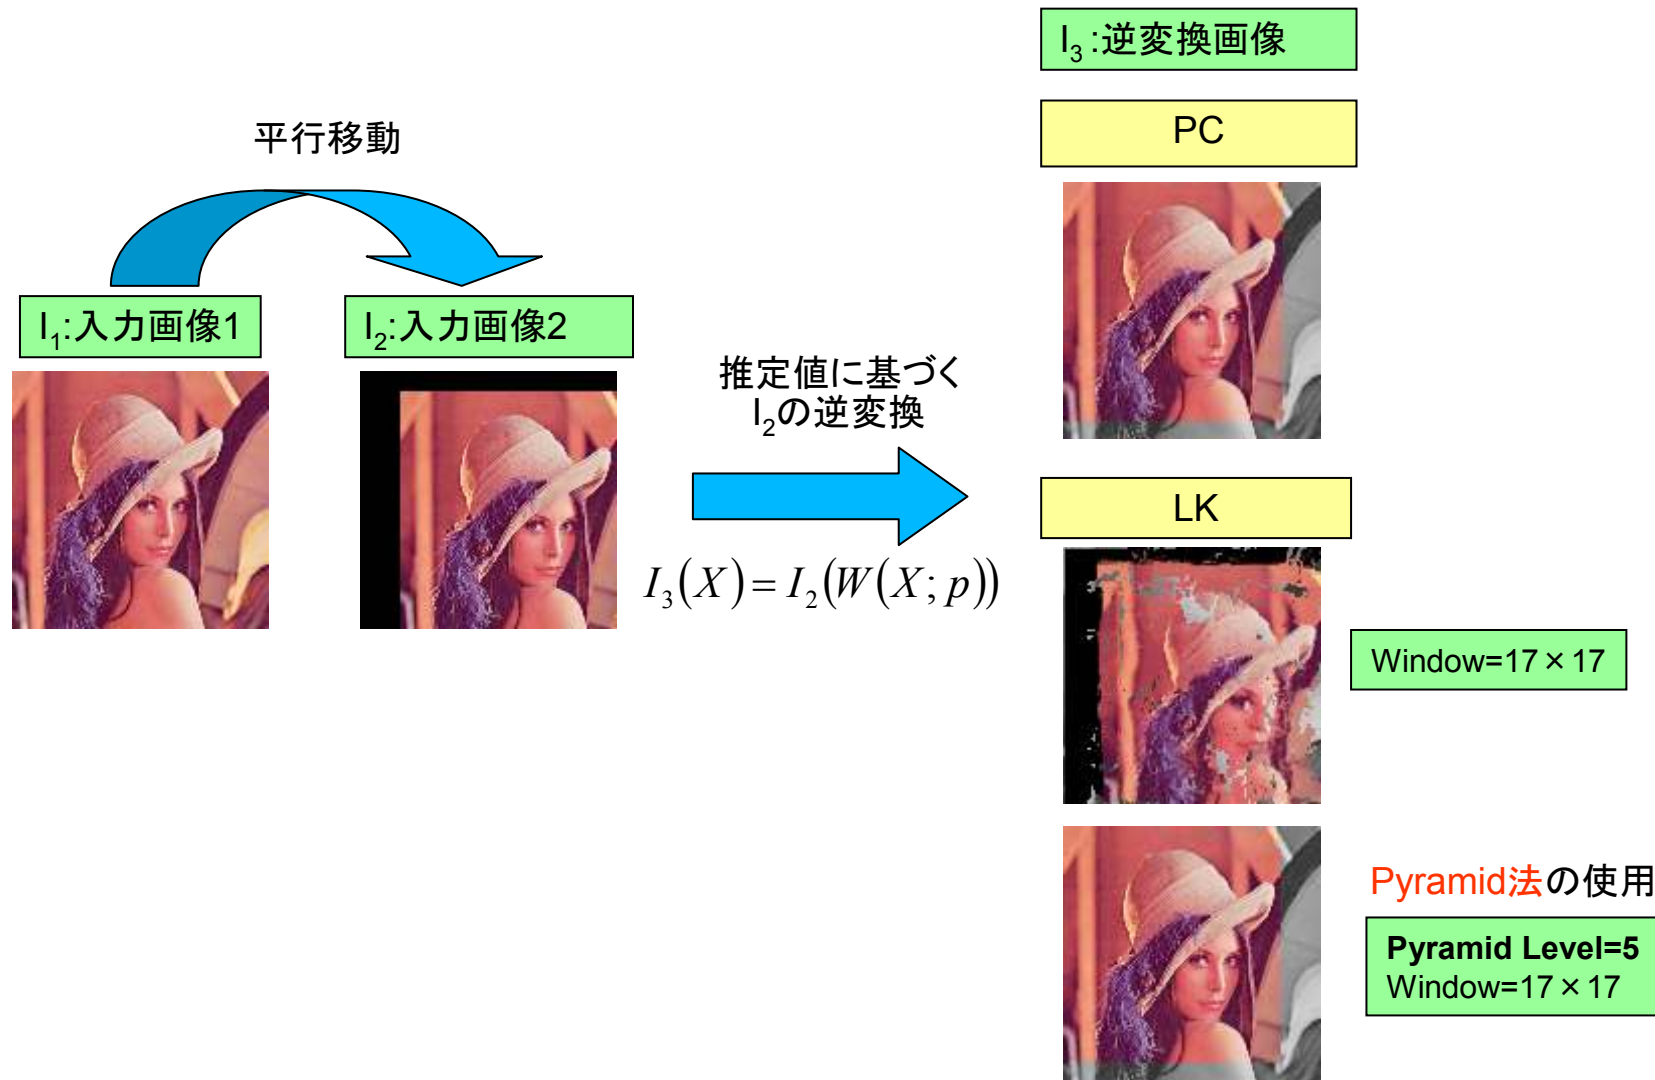 I₃:逆変換画像
PC
平行移動
I₁:入力画像1
I₂:入力画像2
推定値に基づく
I₂の逆変換
I₃(X)=I₂(W(X;p))
LK
Window=17×17
Pyramid法の使用
Pyramid Level=5
Window=17×17